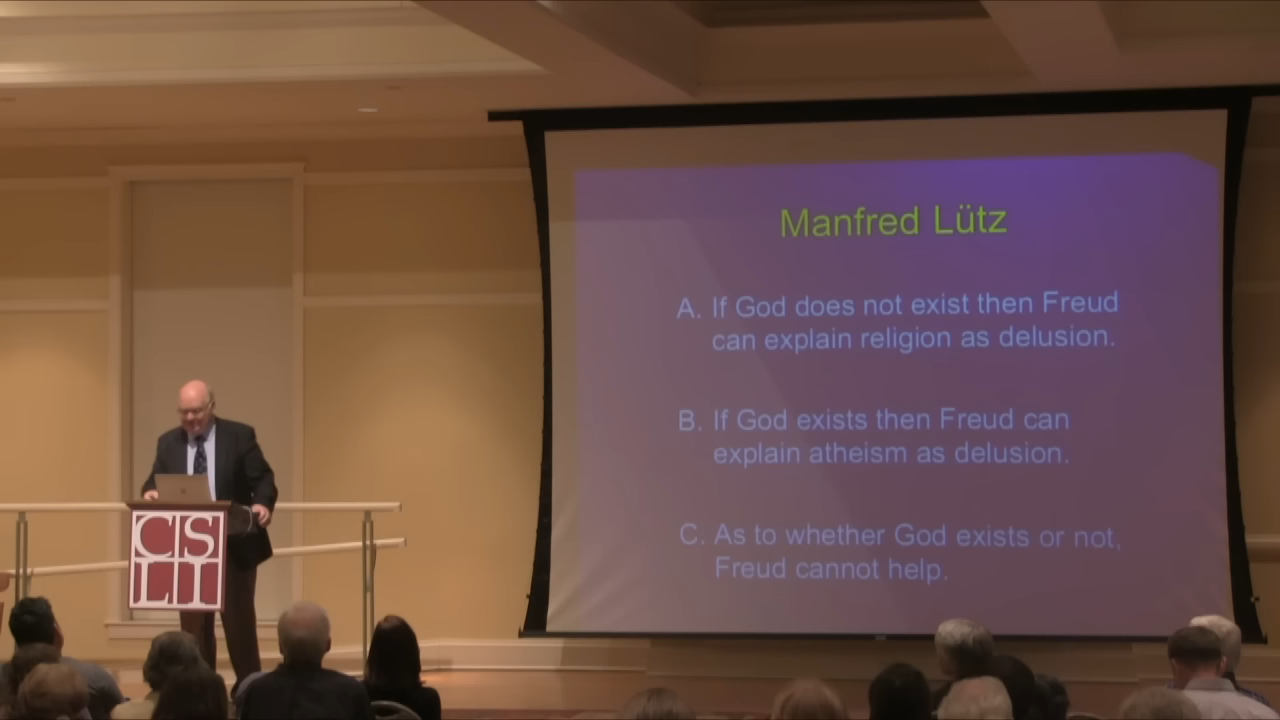 Manfred Lütz
A. If God does not exist then Freud
can explain religion as delusion.
B. If God exists then Freud can
explain atheism as delusion.
C. As to whether God exists or not,
Freud cannot help.
CS
LI